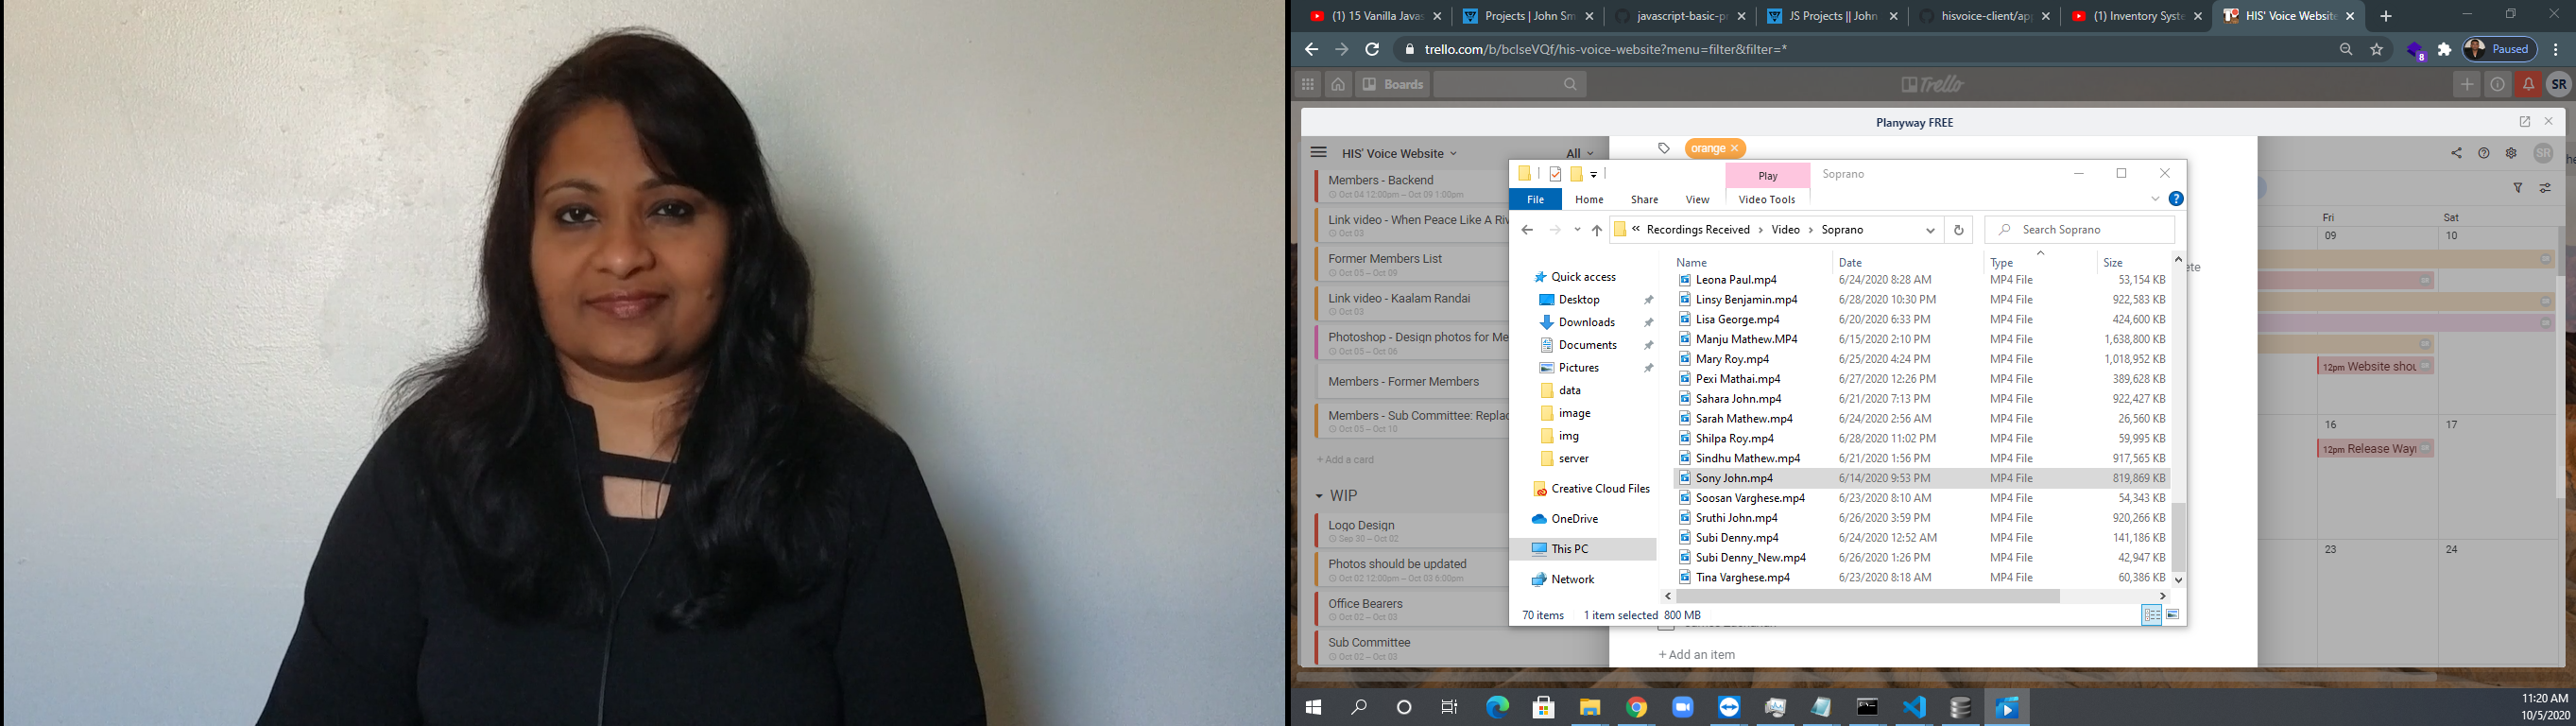 (1) 15 Vanilla Javas
Projects | John Sm
javascript-basic-pr
JS Projects || John
hisvoice-client/app
(1) Inventory Syste
HIS' Voice Website
trello.com/b/bclseVQf/his-voice-website?menu=filter&filter=*
8
Paused
Boards
Trello
SR
Planyway FREE
HIS' Voice Website
All
orange ×
SR
Members - Backend
Oct 04 12:00pm – Oct 09 1:00pm
Link video - When Peace Like A Riv
Oct 03
Former Members List
Oct 05 – Oct 09
Link video - Kaalam Randai
Oct 03
Photoshop - Design photos for Me
Oct 05 – Oct 06
Members - Former Members
Members - Sub Committee: Replac
Oct 05 – Oct 10
+ Add a card
WIP
Logo Design
Sep 30 – Oct 02
Photos should be updated
Oct 02 12:00pm – Oct 03 6:00pm
Office Bearers
Oct 02 – Oct 03
Sub Committee
Oct 02 – Oct 03
Play
Soprano
File Home Share View Video Tools
« Recordings Received › Video › Soprano
Search Soprano
Quick access
Desktop
Downloads
Documents
Pictures
data
image
img
server
Creative Cloud Files
OneDrive
This PC
Network
Name Date Type Size
Leona Paul.mp4 6/24/2020 8:28 AM MP4 File 53,154 KB
Linsy Benjamin.mp4 6/28/2020 10:30 PM MP4 File 922,583 KB
Lisa George.mp4 6/20/2020 6:33 PM MP4 File 424,600 KB
Manju Mathew.MP4 6/15/2020 2:10 PM MP4 File 1,638,800 KB
Mary Roy.mp4 6/25/2020 4:24 PM MP4 File 1,018,952 KB
Pexi Mathai.mp4 6/27/2020 12:26 PM MP4 File 389,628 KB
Sahara John.mp4 6/21/2020 7:13 PM MP4 File 922,427 KB
Sarah Mathew.mp4 6/24/2020 2:56 AM MP4 File 26,560 KB
Shilpa Roy.mp4 6/28/2020 11:02 PM MP4 File 59,995 KB
Sindhu Mathew.mp4 6/21/2020 1:56 PM MP4 File 917,565 KB
Sony John.mp4 6/14/2020 9:53 PM MP4 File 819,869 KB
Soosan Varghese.mp4 6/23/2020 8:10 AM MP4 File 54,343 KB
Sruthi John.mp4 6/26/2020 3:59 PM MP4 File 920,266 KB
Subi Denny.mp4 6/24/2020 12:52 AM MP4 File 141,186 KB
Subi Denny_New.mp4 6/26/2020 1:26 PM MP4 File 42,947 KB
Tina Varghese.mp4 6/23/2020 8:18 AM MP4 File 60,386 KB
70 items 1 item selected 800 MB
+ Add an item
ete
Fri Sat
09 10
12pm Website shou
16 17
12pm Release Wayr
23 24
11:20 AM
10/5/2020